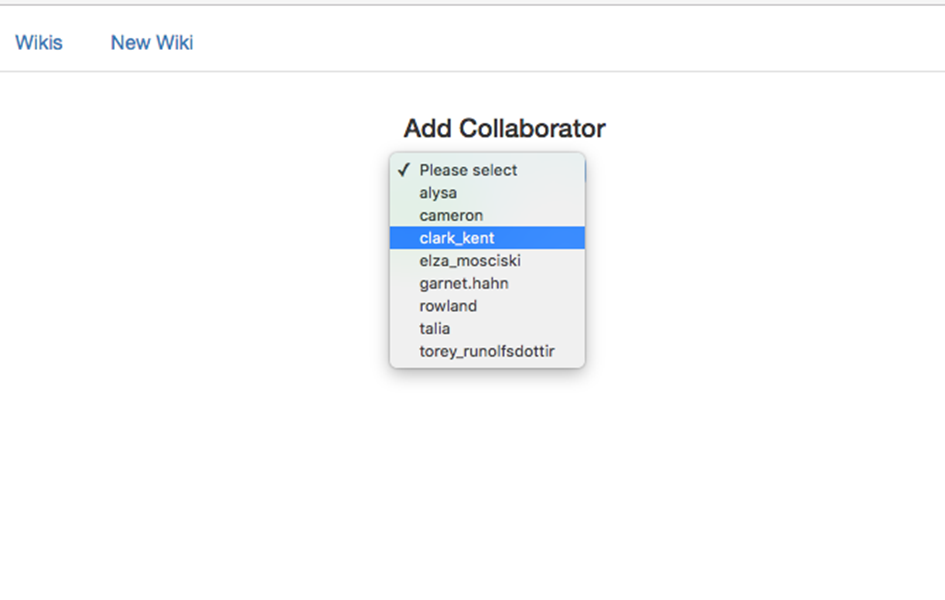 Wikis New Wiki
Add Collaborator
✓ Please select
alysa
cameron
clark_kent
elza_mosciski
garnet.hahn
rowland
talia
torey_runolfsdottir